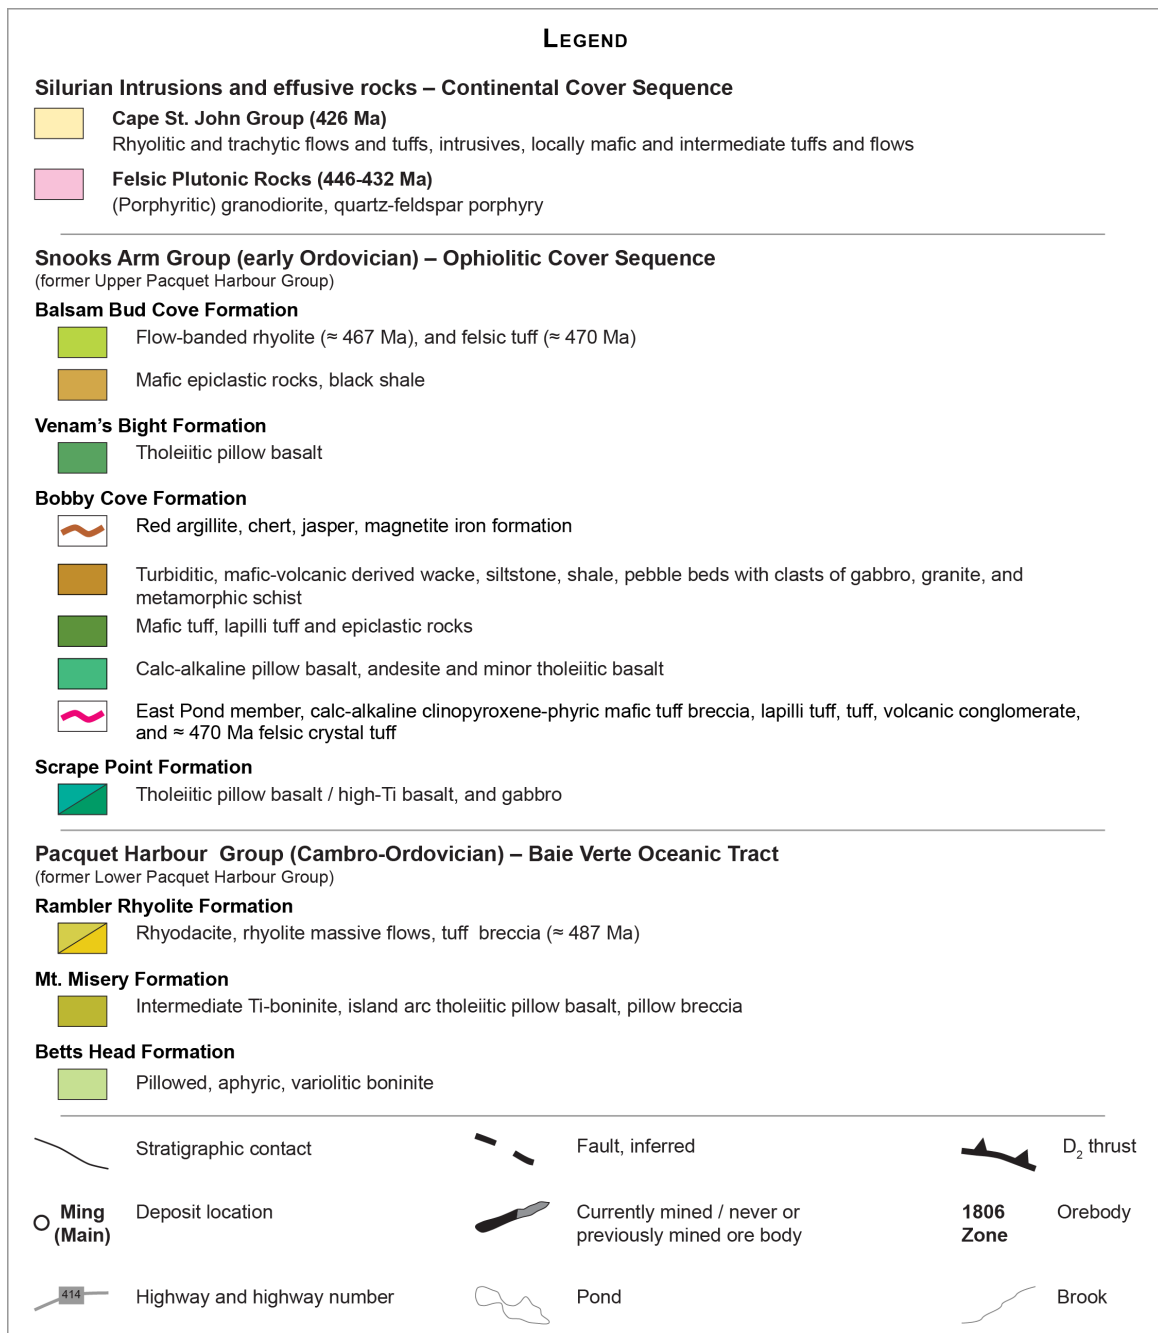 LEGEND
Silurian Intrusions and effusive rocks – Continental Cover Sequence
Cape St. John Group (426 Ma)
Rhyolitic and trachytic flows and tuffs, intrusives, locally mafic and intermediate tuffs and flows
Felsic Plutonic Rocks (446-432 Ma)
(Porphyritic) granodiorite, quartz-feldspar porphyry
Snooks Arm Group (early Ordovician) – Ophiolitic Cover Sequence
(former Upper Pacquet Harbour Group)
Balsam Bud Cove Formation
Flow-banded rhyolite (≈ 467 Ma), and felsic tuff (≈ 470 Ma)
Mafic epiclastic rocks, black shale
Venam's Bight Formation
Tholeiitic pillow basalt
Bobby Cove Formation
Red argillite, chert, jasper, magnetite iron formation
Turbiditic, mafic-volcanic derived wacke, siltstone, shale, pebble beds with clasts of gabbro, granite, and
metamorphic schist
Mafic tuff, lapilli tuff and epiclastic rocks
Calc-alkaline pillow basalt, andesite and minor tholeiitic basalt
East Pond member, calc-alkaline clinopyroxene-phyric mafic tuff breccia, lapilli tuff, tuff, volcanic conglomerate,
and ≈ 470 Ma felsic crystal tuff
Scrape Point Formation
Tholeiitic pillow basalt / high-Ti basalt, and gabbro
Pacquet Harbour Group (Cambro-Ordovician) – Baie Verte Oceanic Tract
(former Lower Pacquet Harbour Group)
Rambler Rhyolite Formation
Rhyodacite, rhyolite massive flows, tuff breccia (≈ 487 Ma)
Mt. Misery Formation
Intermediate Ti-boninite, island arc tholeiitic pillow basalt, pillow breccia
Betts Head Formation
Pillowed, aphyric, variolitic boninite
Stratigraphic contact
Fault, inferred
D2 thrust
Ming
(Main)
Deposit location
Currently mined / never or
previously mined ore body
1806
Zone
Orebody
414
Highway and highway number
Pond
Brook